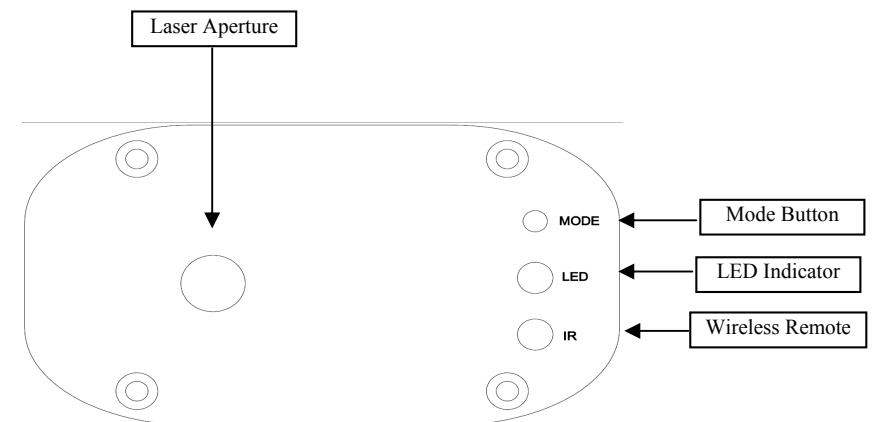 Laser Aperture
MODE
Mode Button
LED
LED Indicator
IR
Wireless Remote